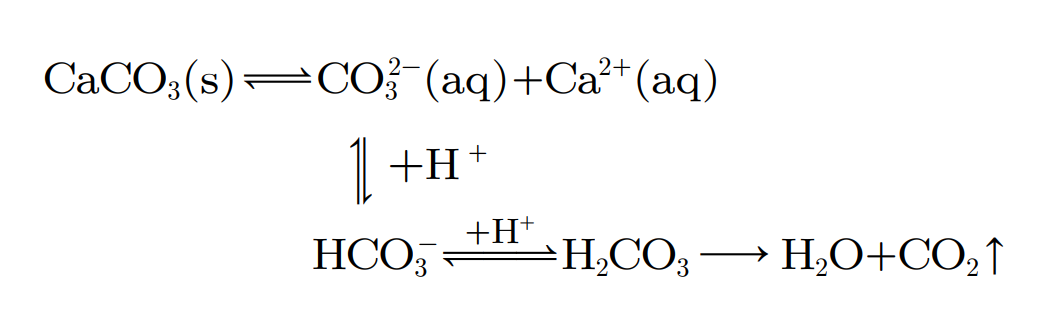 CaCO₃(s)⇌CO₃²⁻(aq)+Ca²⁺(aq)
⥮ +H⁺
HCO₃⁻ ⇌[+H⁺] H₂CO₃ ⟶ H₂O+CO₂↑